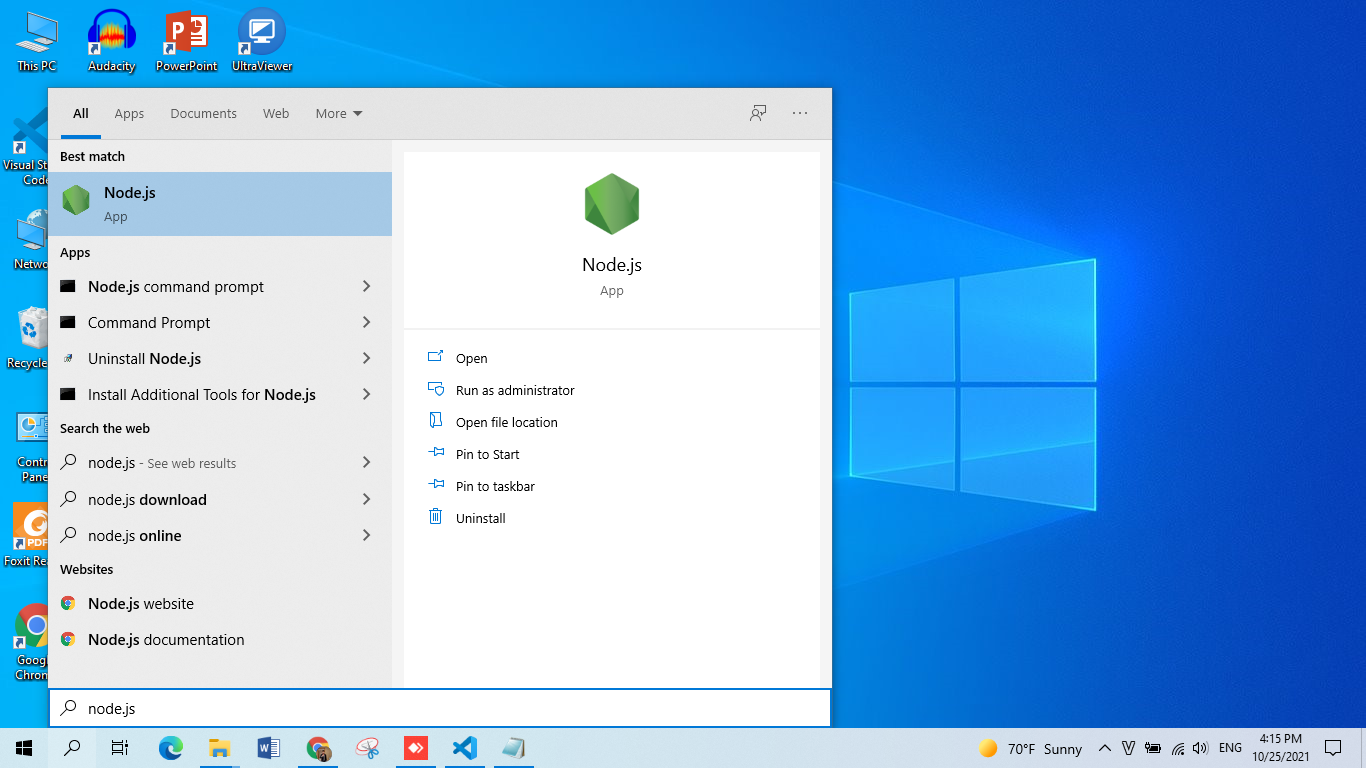 This PC
Audacity
PowerPoint
UltraViewer
Visual St
Code
Netwo
Recycle
Contr
Pane
Foxit Rea
PDF
Googl
Chrom
All
Apps
Documents
Web
More
Best match
Node.js
App
Apps
Node.js command prompt
Command Prompt
Uninstall Node.js
Install Additional Tools for Node.js
Search the web
node.js - See web results
node.js download
node.js online
Websites
Node.js website
Node.js documentation
Node.js
App
Open
Run as administrator
Open file location
Pin to Start
Pin to taskbar
Uninstall
node.js
70°F Sunny
ENG
4:15 PM
10/25/2021